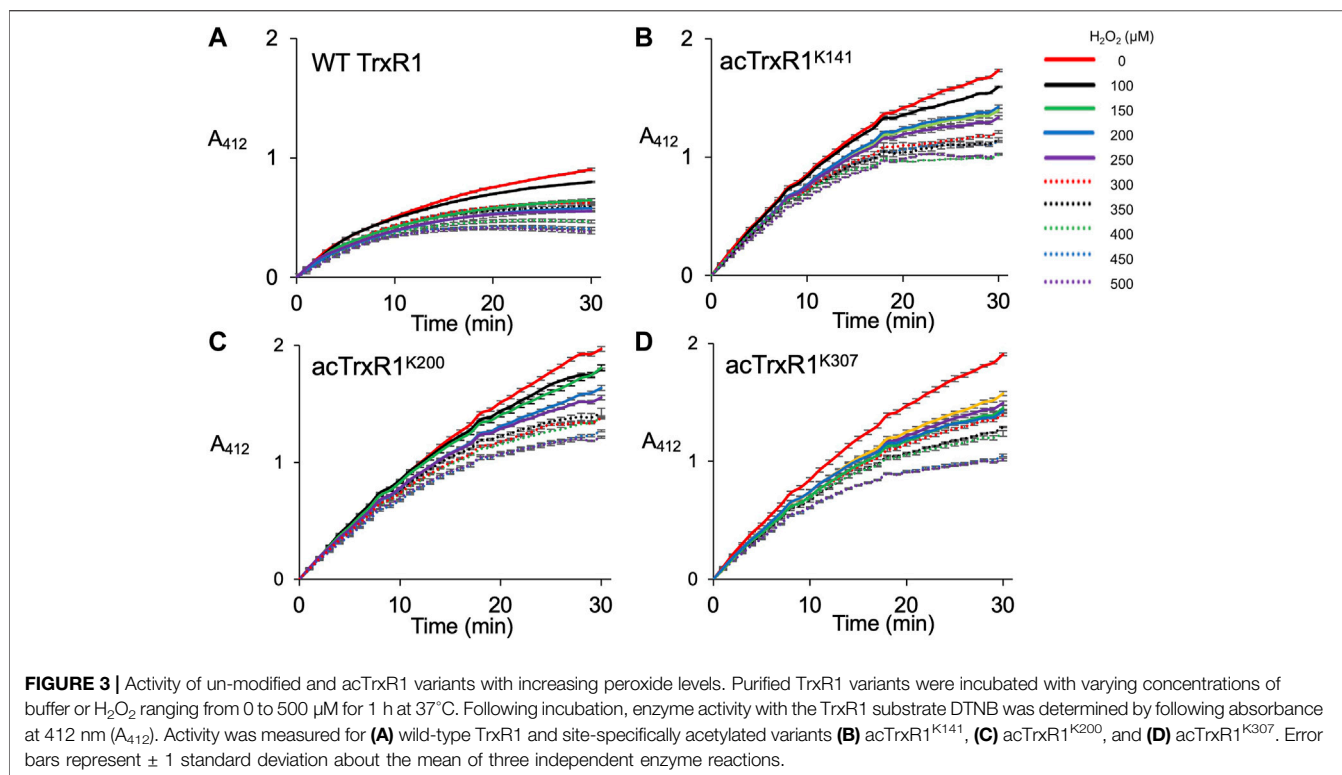 A
WT TrxR1
A₄₁₂
2
1
0
0 10 20 30
Time (min)
B
acTrxR1ᴷ¹⁴¹
2
1
0
0 10 20 30
Time (min)
H₂O₂ (µM)
0
100
150
200
250
300
350
400
450
500
C
acTrxR1ᴷ²⁰⁰
A₄₁₂
2
1
0
0 10 20 30
Time (min)
D
acTrxR1ᴷ³⁰⁷
A₄₁₂
2
1
0
0 10 20 30
Time (min)
FIGURE 3 | Activity of un-modified and acTrxR1 variants with increasing peroxide levels. Purified TrxR1 variants were incubated with varying concentrations of
buffer or H₂O₂ ranging from 0 to 500 µM for 1 h at 37°C. Following incubation, enzyme activity with the TrxR1 substrate DTNB was determined by following absorbance
at 412 nm (A₄₁₂). Activity was measured for (A) wild-type TrxR1 and site-specifically acetylated variants (B) acTrxR1ᴷ¹⁴¹, (C) acTrxR1ᴷ²⁰⁰, and (D) acTrxR1ᴷ³⁰⁷. Error
bars represent ± 1 standard deviation about the mean of three independent enzyme reactions.